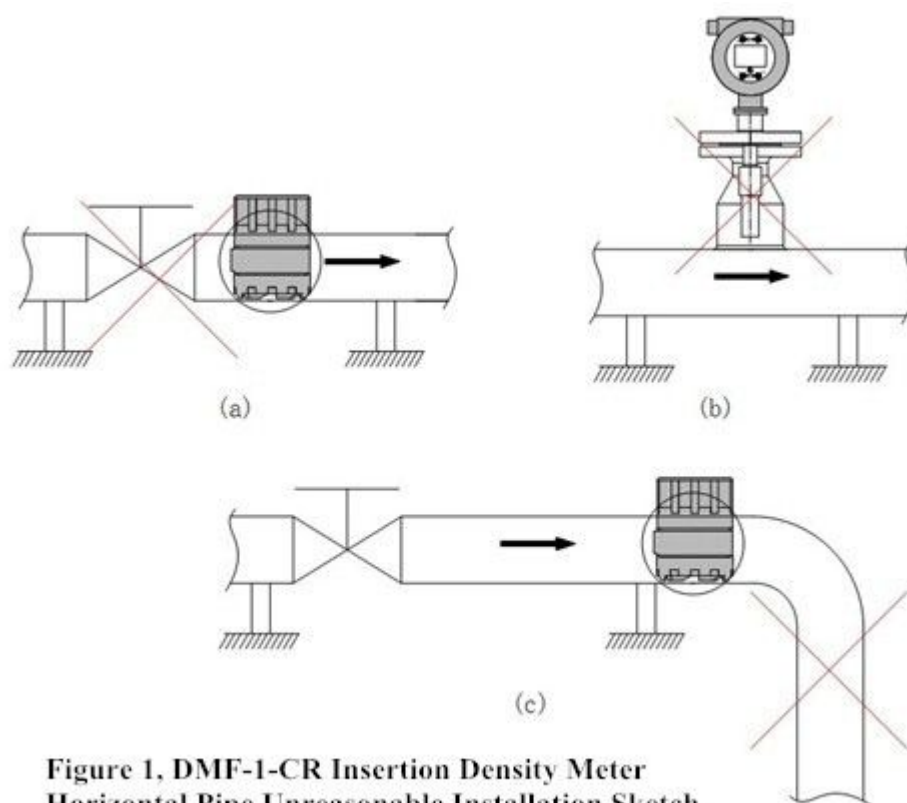 (a)
(b)
(c)
Figure 1, DMF-1-CR Insertion Density Meter
Horizontal Pipe Unreasonable Installation Sketch